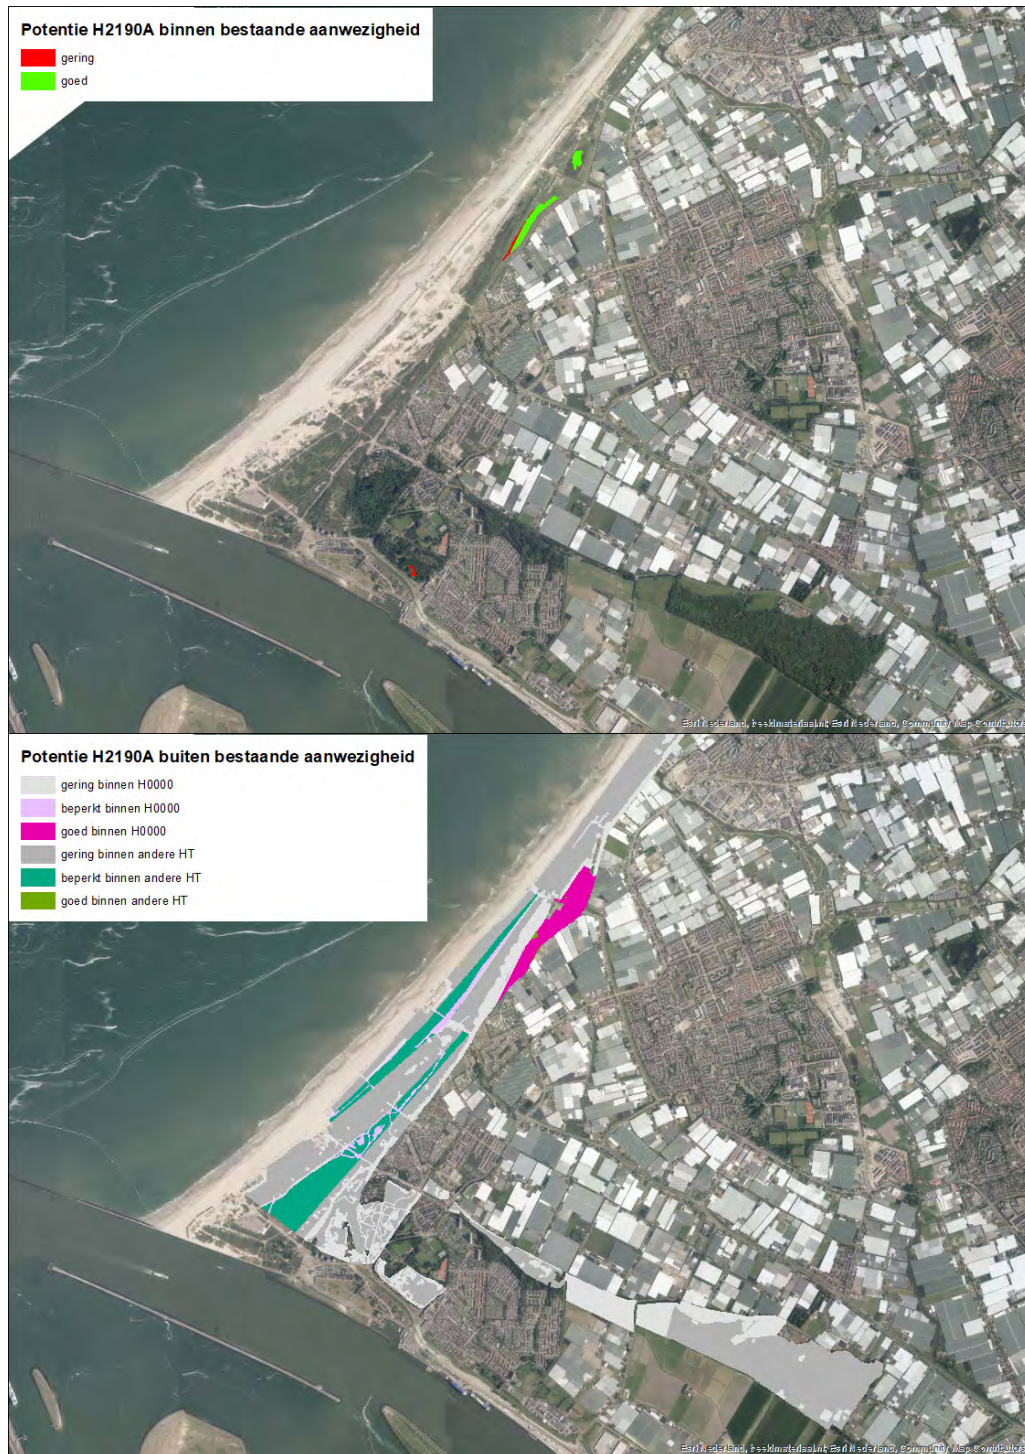 Potentie H2190A binnen bestaande aanwezigheid
gering
goed
Esri Nederland, beeldmateriaal.nl; Esri Nederland, Community Map Contributors
Potentie H2190A buiten bestaande aanwezigheid
gering binnen H0000
beperkt binnen H0000
goed binnen H0000
gering binnen andere HT
beperkt binnen andere HT
goed binnen andere HT
Esri Nederland, beeldmateriaal.nl; Esri Nederland, Community Map Contributors